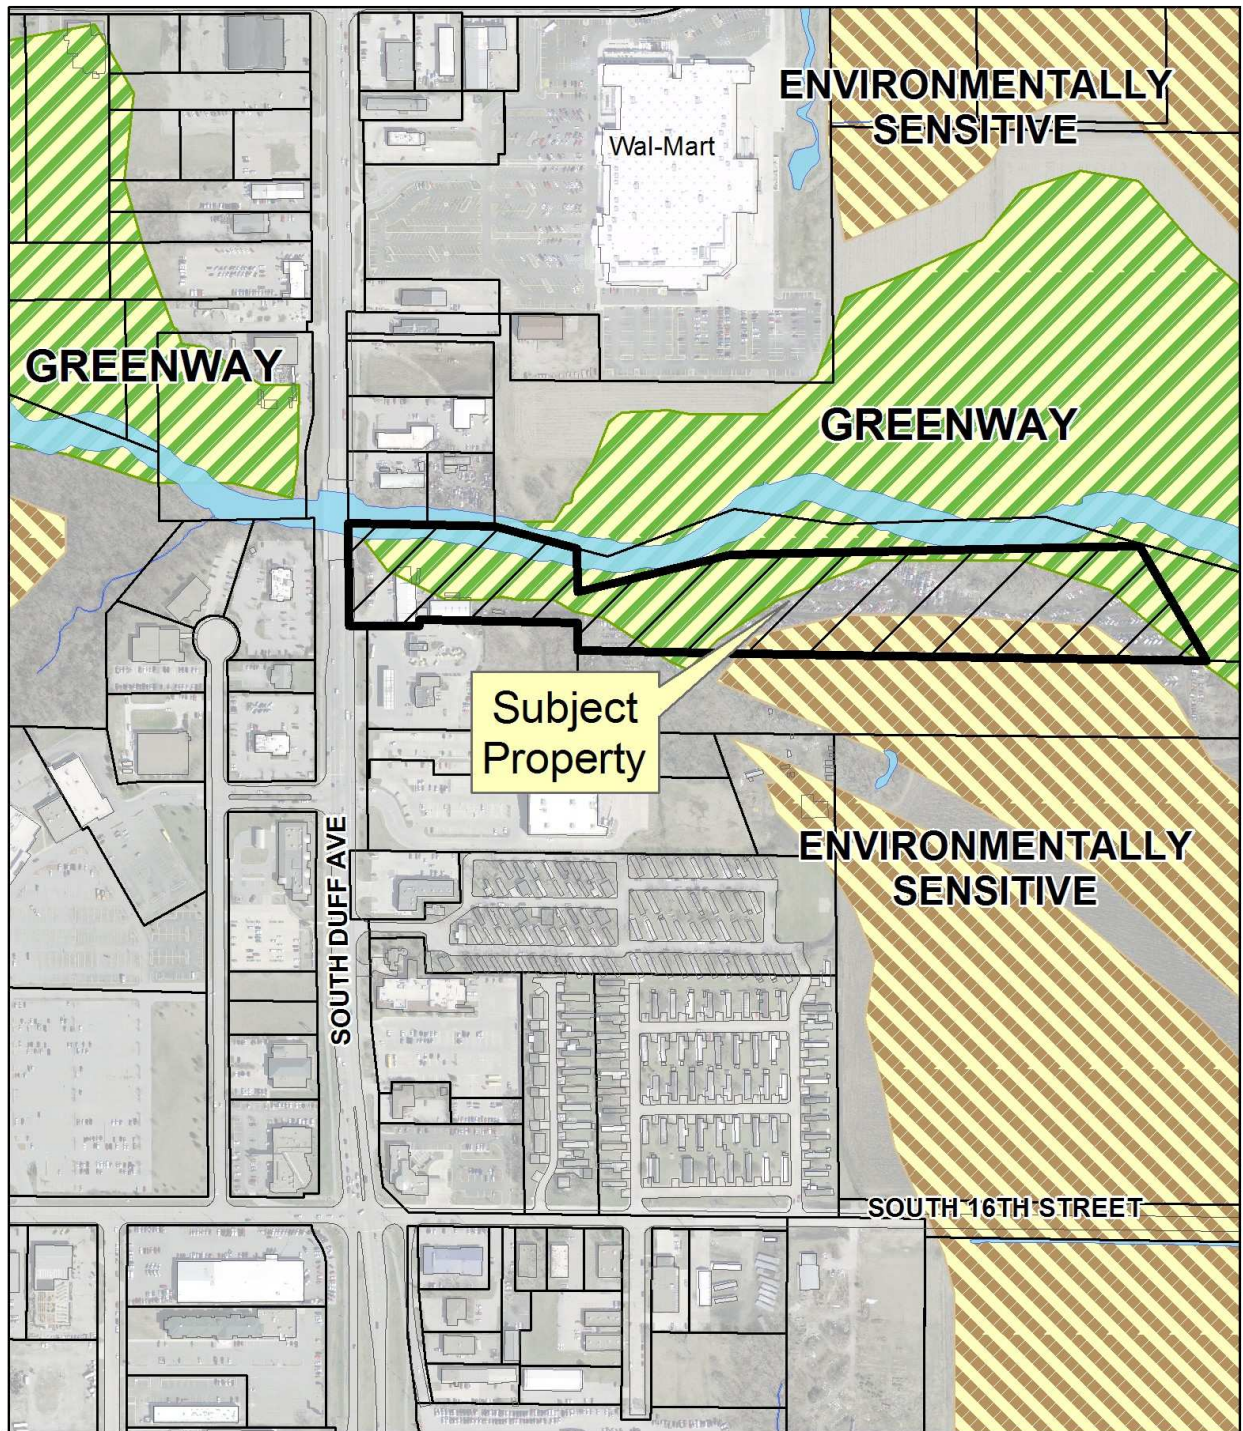 ENVIRONMENTALLY
SENSITIVE
Wal-Mart
GREENWAY
GREENWAY
Subject
Property
SOUTH DUFF AVE
ENVIRONMENTALLY
SENSITIVE
SOUTH 16TH STREET